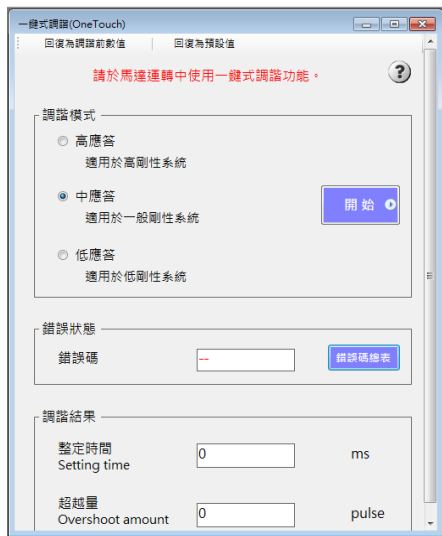 一鍵式調諧(OneTouch)
回復為調諧前數值 回復為預設值
請於馬達運轉中使用一鍵式調諧功能。
?
調諧模式
高應答
適用於高剛性系統
中應答
適用於一般剛性系統
開始
低應答
適用於低剛性系統
錯誤狀態
錯誤碼 -- 錯誤碼總表
調諧結果
整定時間
Setting time 0 ms
超越量
Overshoot amount 0 pulse